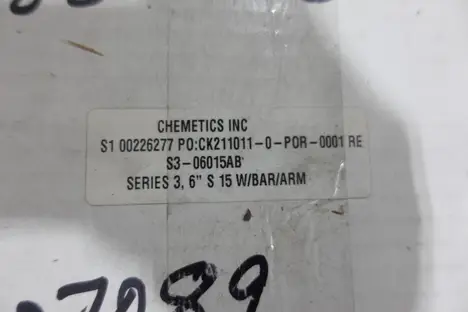 CHEMETICS INC
S1 00226277 PO:CK211011-0-POR-0001 RE
S3-06015AB
SERIES 3, 6" S 15 W/BAR/ARM